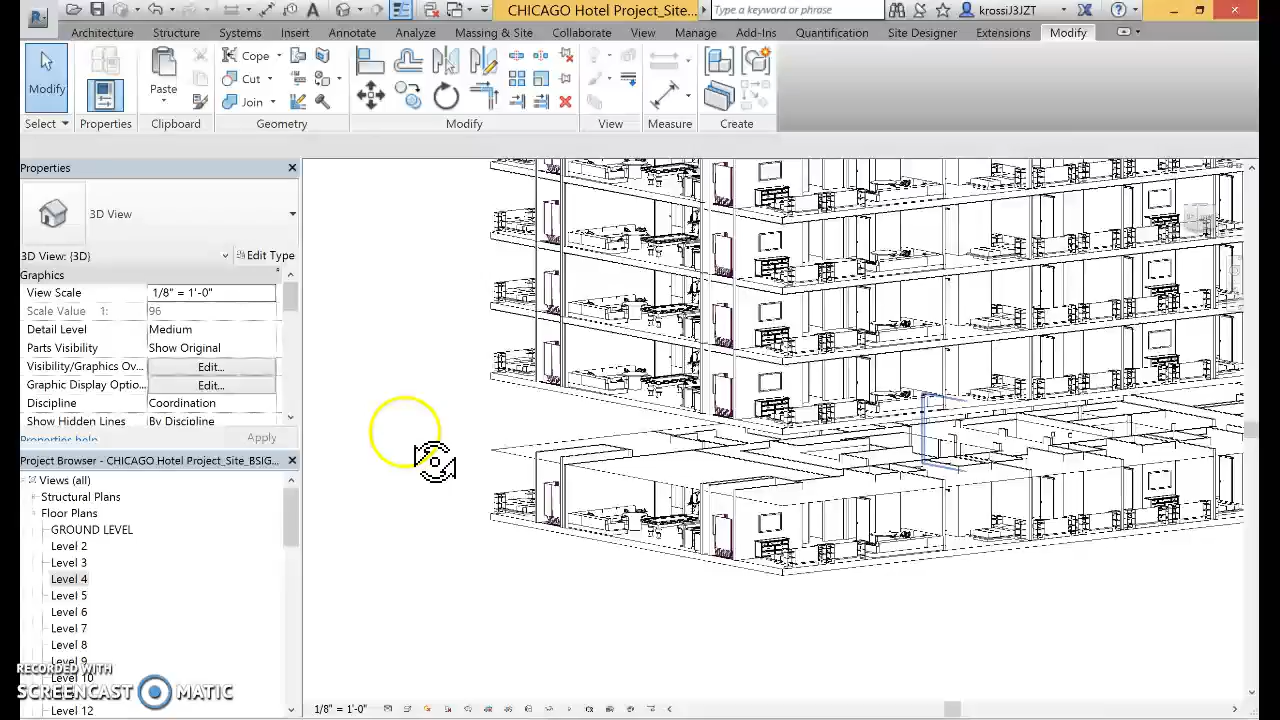 CHICAGO Hotel Project_Site...
Type a keyword or phrase
krossiJ3JZT
Architecture Structure Systems Insert Annotate Analyze Massing & Site Collaborate View Manage Add-Ins Quantification Site Designer Extensions Modify
Modify
Paste
Cope
Cut
Join
Select Properties Clipboard Geometry Modify View Measure Create
Properties
3D View
3D View: {3D}
Edit Type
Graphics
View Scale 1/8" = 1'-0"
Scale Value 1: 96
Detail Level Medium
Parts Visibility Show Original
Visibility/Graphics Ov... Edit...
Graphic Display Optio... Edit...
Discipline Coordination
Show Hidden Lines By Discipline
Properties help
Apply
Project Browser - CHICAGO Hotel Project_Site_BSIG...
Views (all)
Structural Plans
Floor Plans
GROUND LEVEL
Level 2
Level 3
Level 4
Level 5
Level 6
Level 7
Level 8
Level 9
Level 10
Level 12
RECORDED WITH
SCREENCAST MATIC
1/8" = 1'-0"